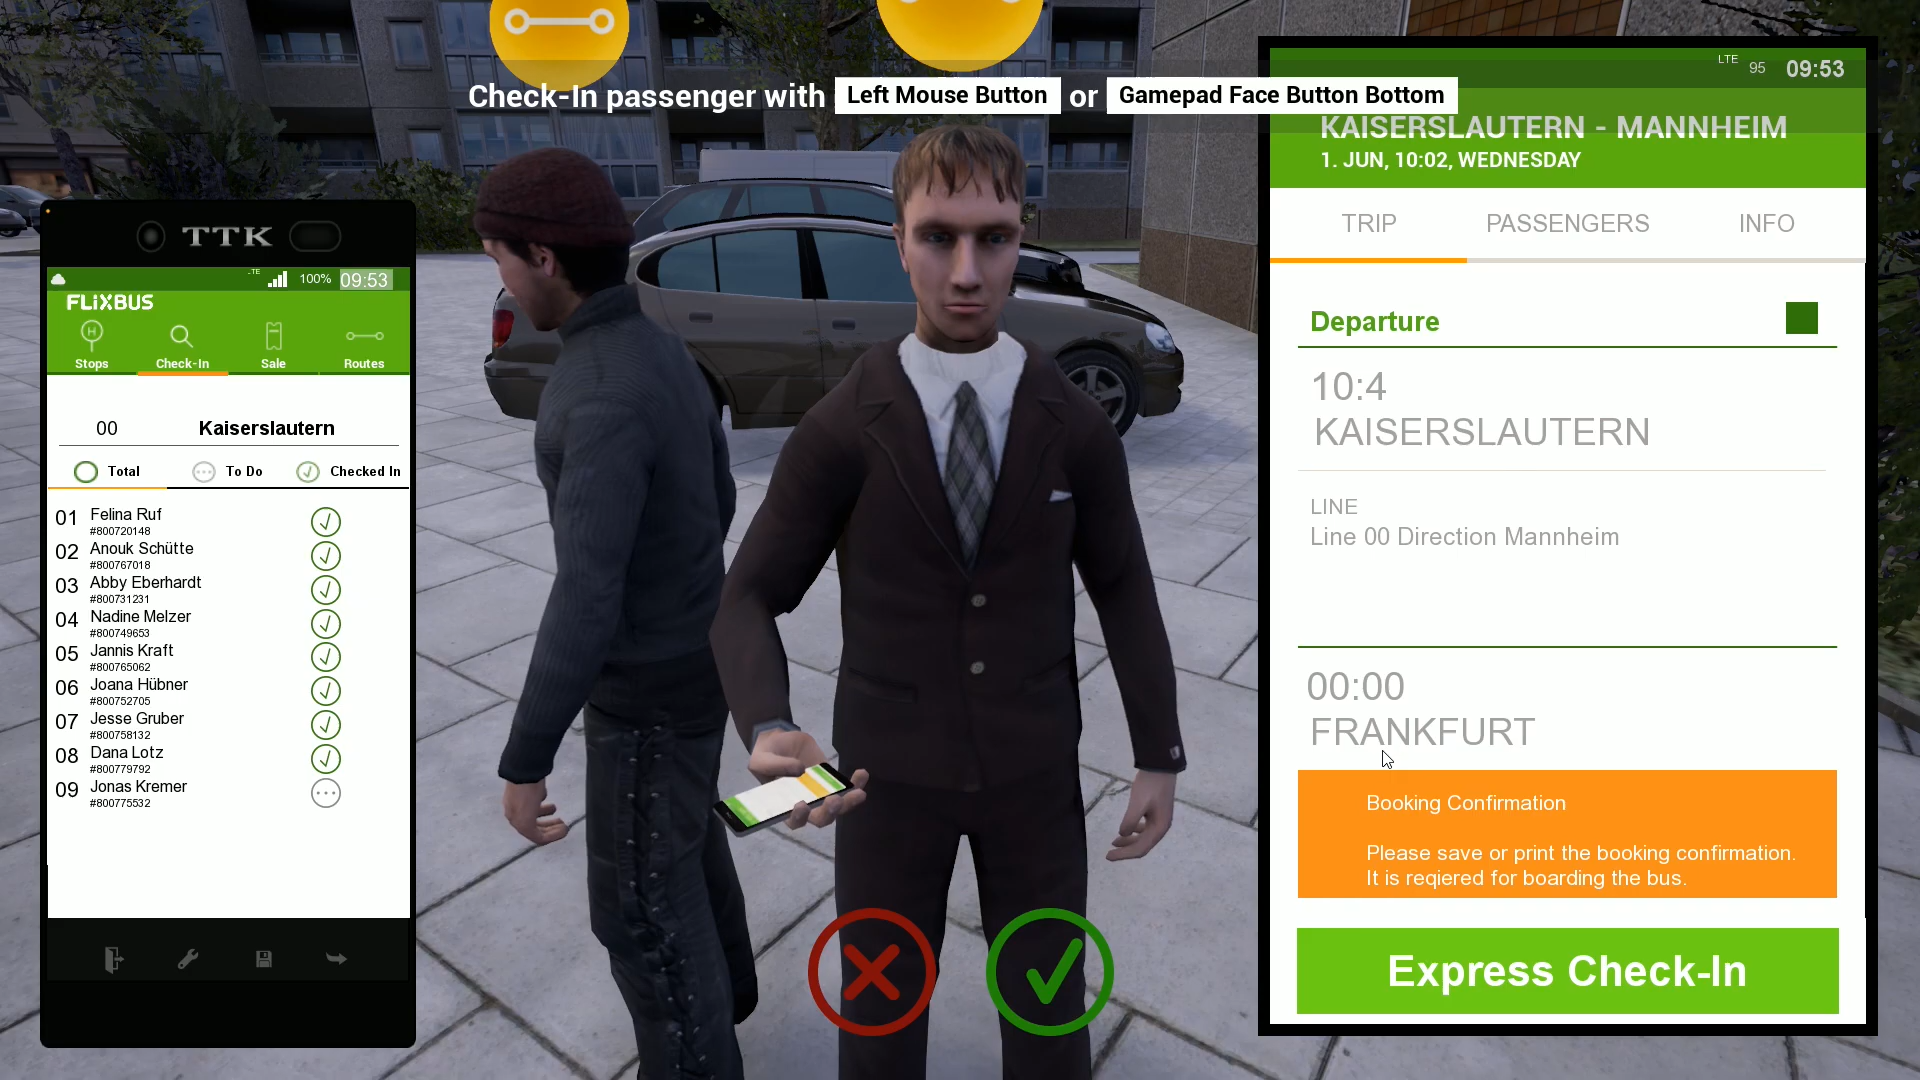 Check-In passenger with Left Mouse Button or Gamepad Face Button Bottom
TTK
LTE 100% 09:53
FLiXBUS
Stops Check-In Sale Routes
00 Kaiserslautern
Total To Do Checked In
01 Felina Ruf
#800720148
02 Anouk Schütte
#800767018
03 Abby Eberhardt
#800731231
04 Nadine Melzer
#800749653
05 Jannis Kraft
#800765062
06 Joana Hübner
#800752705
07 Jesse Gruber
#800758132
08 Dana Lotz
#800779792
09 Jonas Kremer
#800775532
LTE 95 09:53
KAISERSLAUTERN - MANNHEIM
1. JUN, 10:02, WEDNESDAY
TRIP PASSENGERS INFO
Departure
10:4
KAISERSLAUTERN
LINE
Line 00 Direction Mannheim
00:00
FRANKFURT
Booking Confirmation
Please save or print the booking confirmation.
It is reqiered for boarding the bus.
Express Check-In